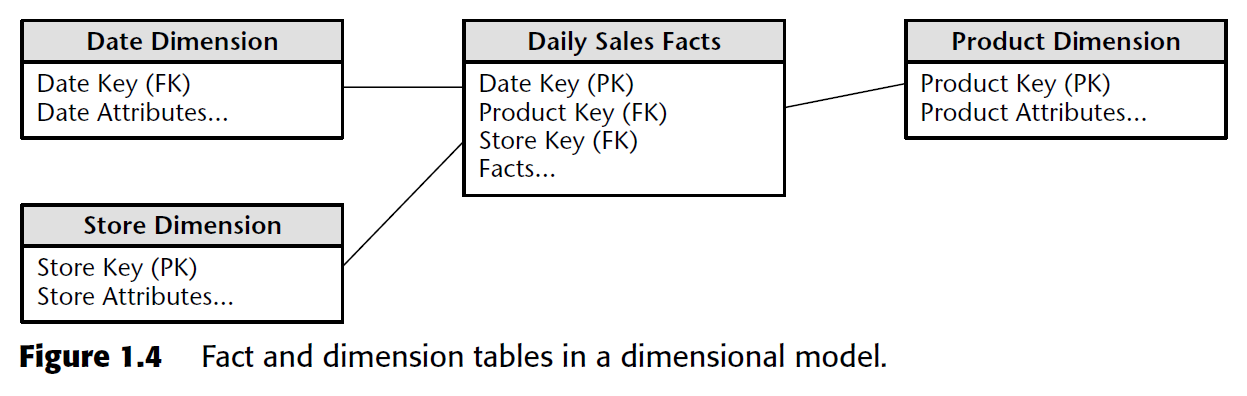 Date Dimension
Date Key (FK)
Date Attributes...
Daily Sales Facts
Date Key (PK)
Product Key (FK)
Store Key (FK)
Facts...
Product Dimension
Product Key (PK)
Product Attributes...
Store Dimension
Store Key (PK)
Store Attributes...
Figure 1.4 Fact and dimension tables in a dimensional model.